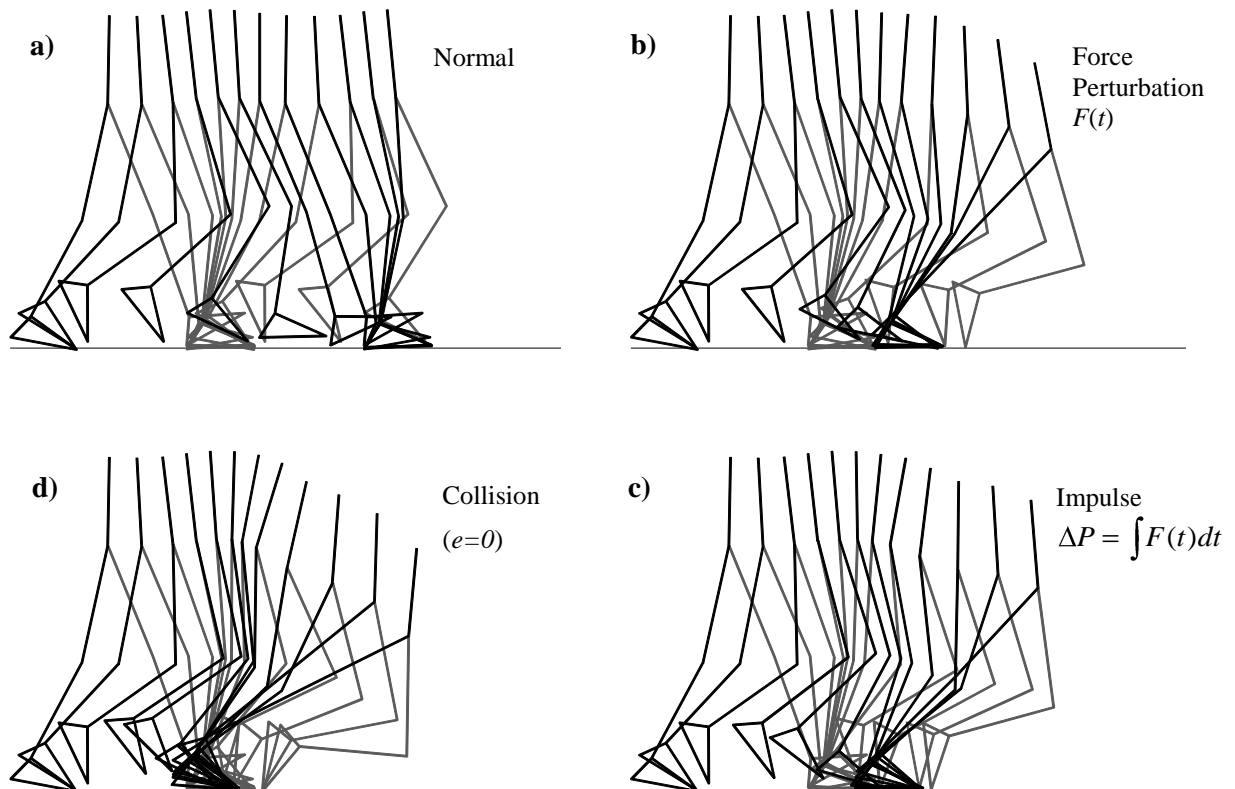 a)
Normal
b)
Force
Perturbation
F(t)
d)
Collision
(e=0)
c)
Impulse
ΔP = ∫F(t)dt